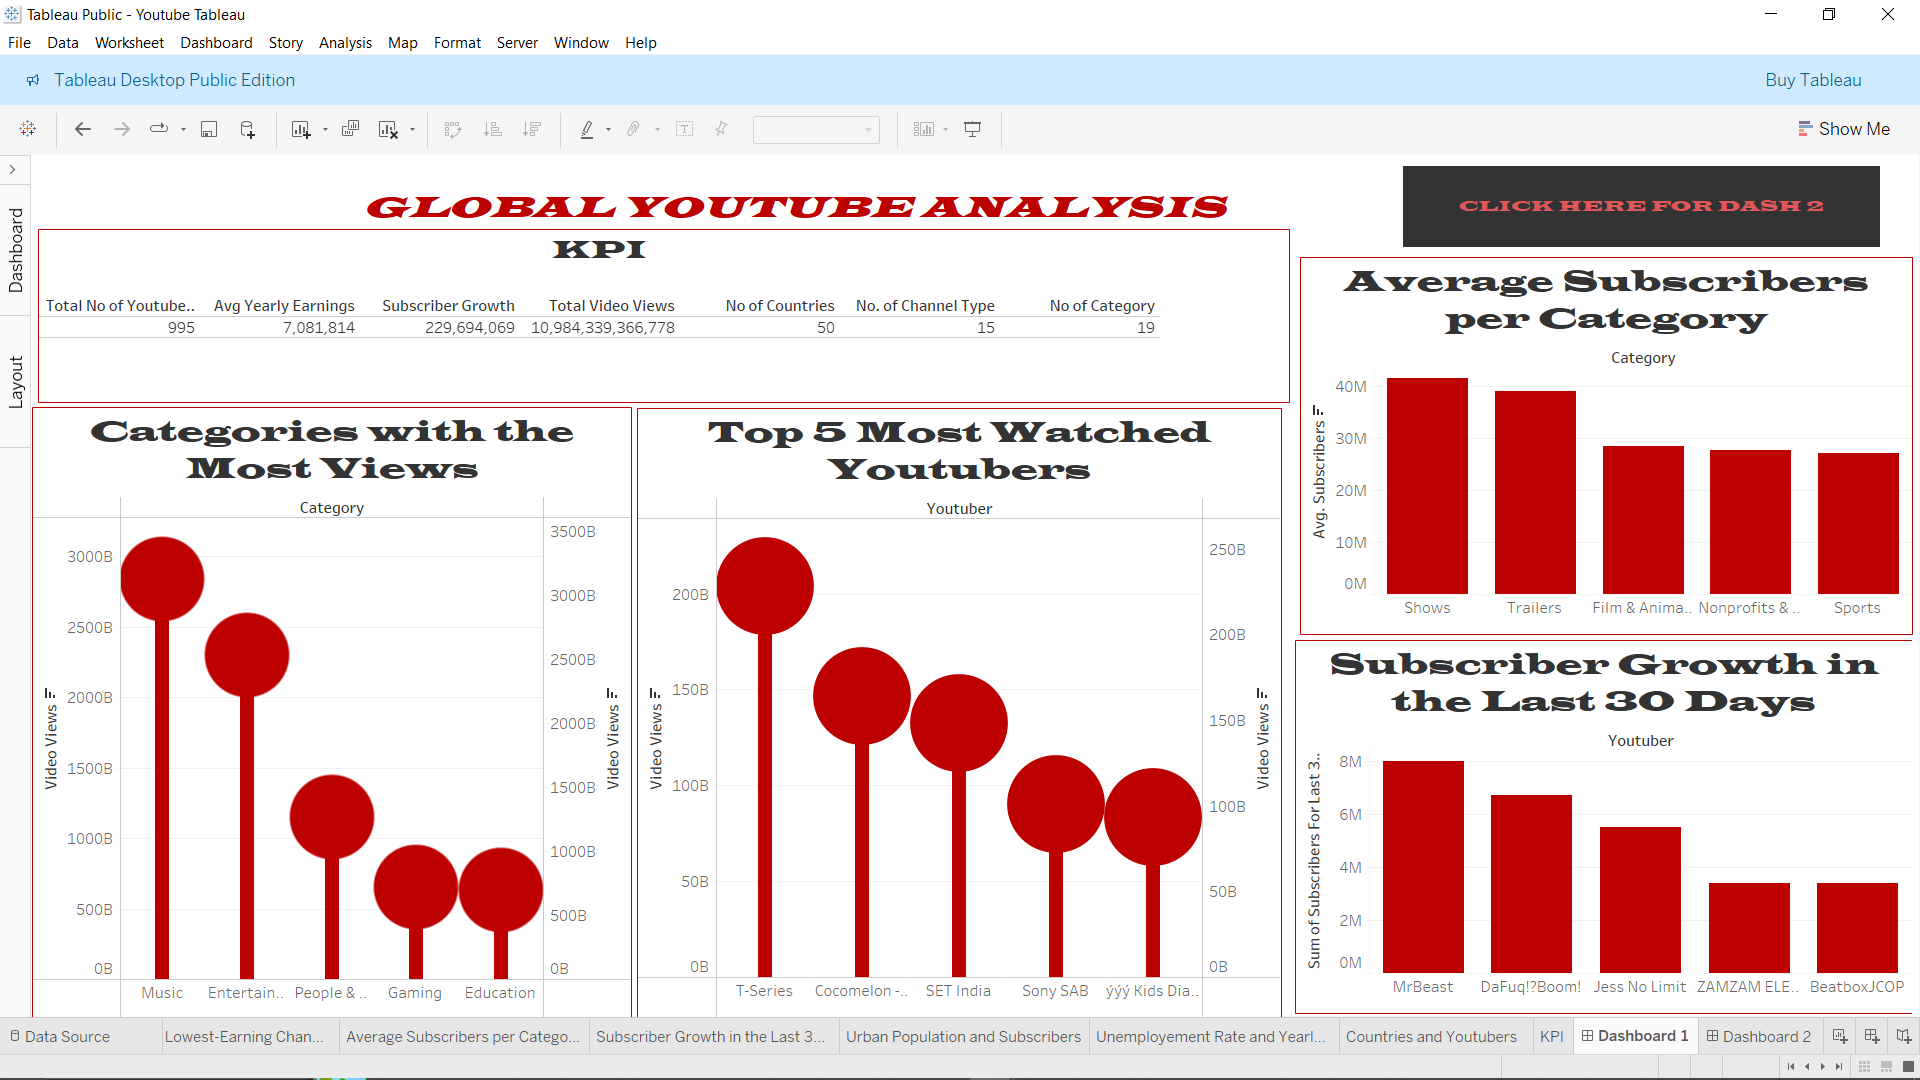 Tableau Public - Youtube Tableau
File Data Worksheet Dashboard Story Analysis Map Format Server Window Help
Tableau Desktop Public Edition
Buy Tableau
Show Me
Dashboard
Layout
GLOBAL YOUTUBE ANALYSIS
CLICK HERE FOR DASH 2
KPI
Total No of Youtube.. Avg Yearly Earnings Subscriber Growth Total Video Views No of Countries No. of Channel Type No of Category
995 7,081,814 229,694,069 10,984,339,366,778 50 15 19
Categories with the
Most Views
Category
3000B
2500B
2000B
1500B
1000B
500B
0B
Video Views
3500B
3000B
2500B
2000B
1500B
1000B
500B
0B
Video Views
Music Entertain.. People & .. Gaming Education
Top 5 Most Watched
Youtubers
Youtuber
200B
150B
100B
50B
0B
Video Views
250B
200B
150B
100B
50B
0B
Video Views
T-Series Cocomelon -.. SET India Sony SAB ýýý Kids Dia..
Average Subscribers
per Category
Category
40M
30M
20M
10M
0M
Avg. Subscribers
Shows Trailers Film & Anima.. Nonprofits & .. Sports
Subscriber Growth in
the Last 30 Days
Youtuber
8M
6M
4M
2M
0M
Sum of Subscribers For Last 3..
MrBeast DaFuq!?Boom! Jess No Limit ZAMZAM ELE.. BeatboxJCOP
Data Source Lowest-Earning Chan... Average Subscribers per Catego... Subscriber Growth in the Last 3... Urban Population and Subscribers Unemployement Rate and Yearl... Countries and Youtubers KPI Dashboard 1 Dashboard 2